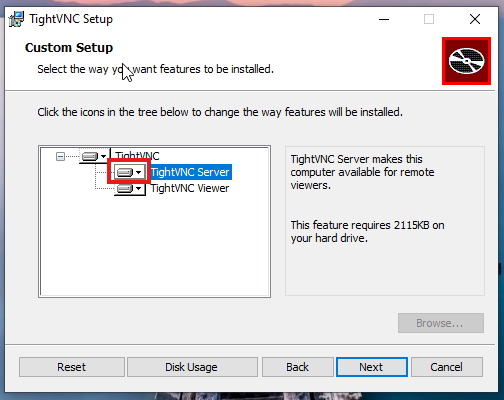 TightVNC Setup
Custom Setup
Select the way you want features to be installed.
Click the icons in the tree below to change the way features will be installed.
TightVNC
TightVNC Server
TightVNC Viewer
TightVNC Server makes this
computer available for remote
viewers.
This feature requires 2115KB on
your hard drive.
Browse...
Reset
Disk Usage
Back
Next
Cancel